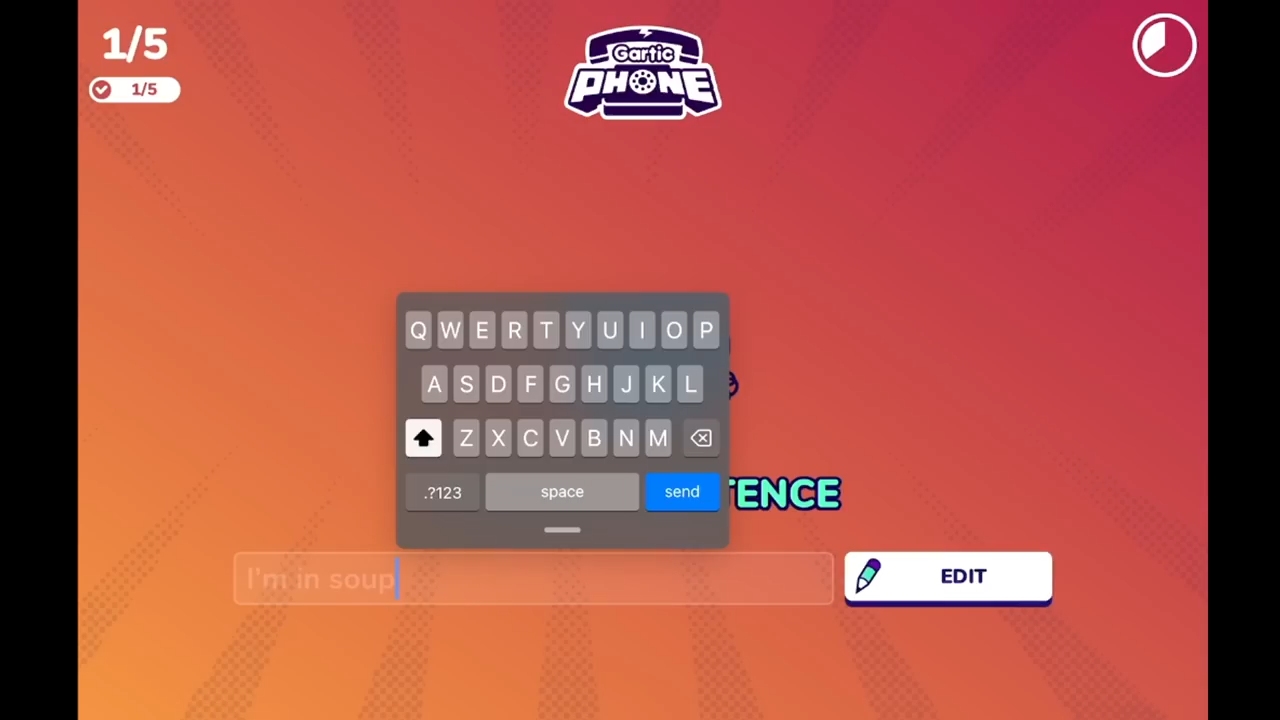 1/5
1/5
Gartic
PHONE
Q W E R T Y U I O P
A S D F G H J K L
Z X C V B N M
.?123 space send
TENCE
I'm in soup
EDIT